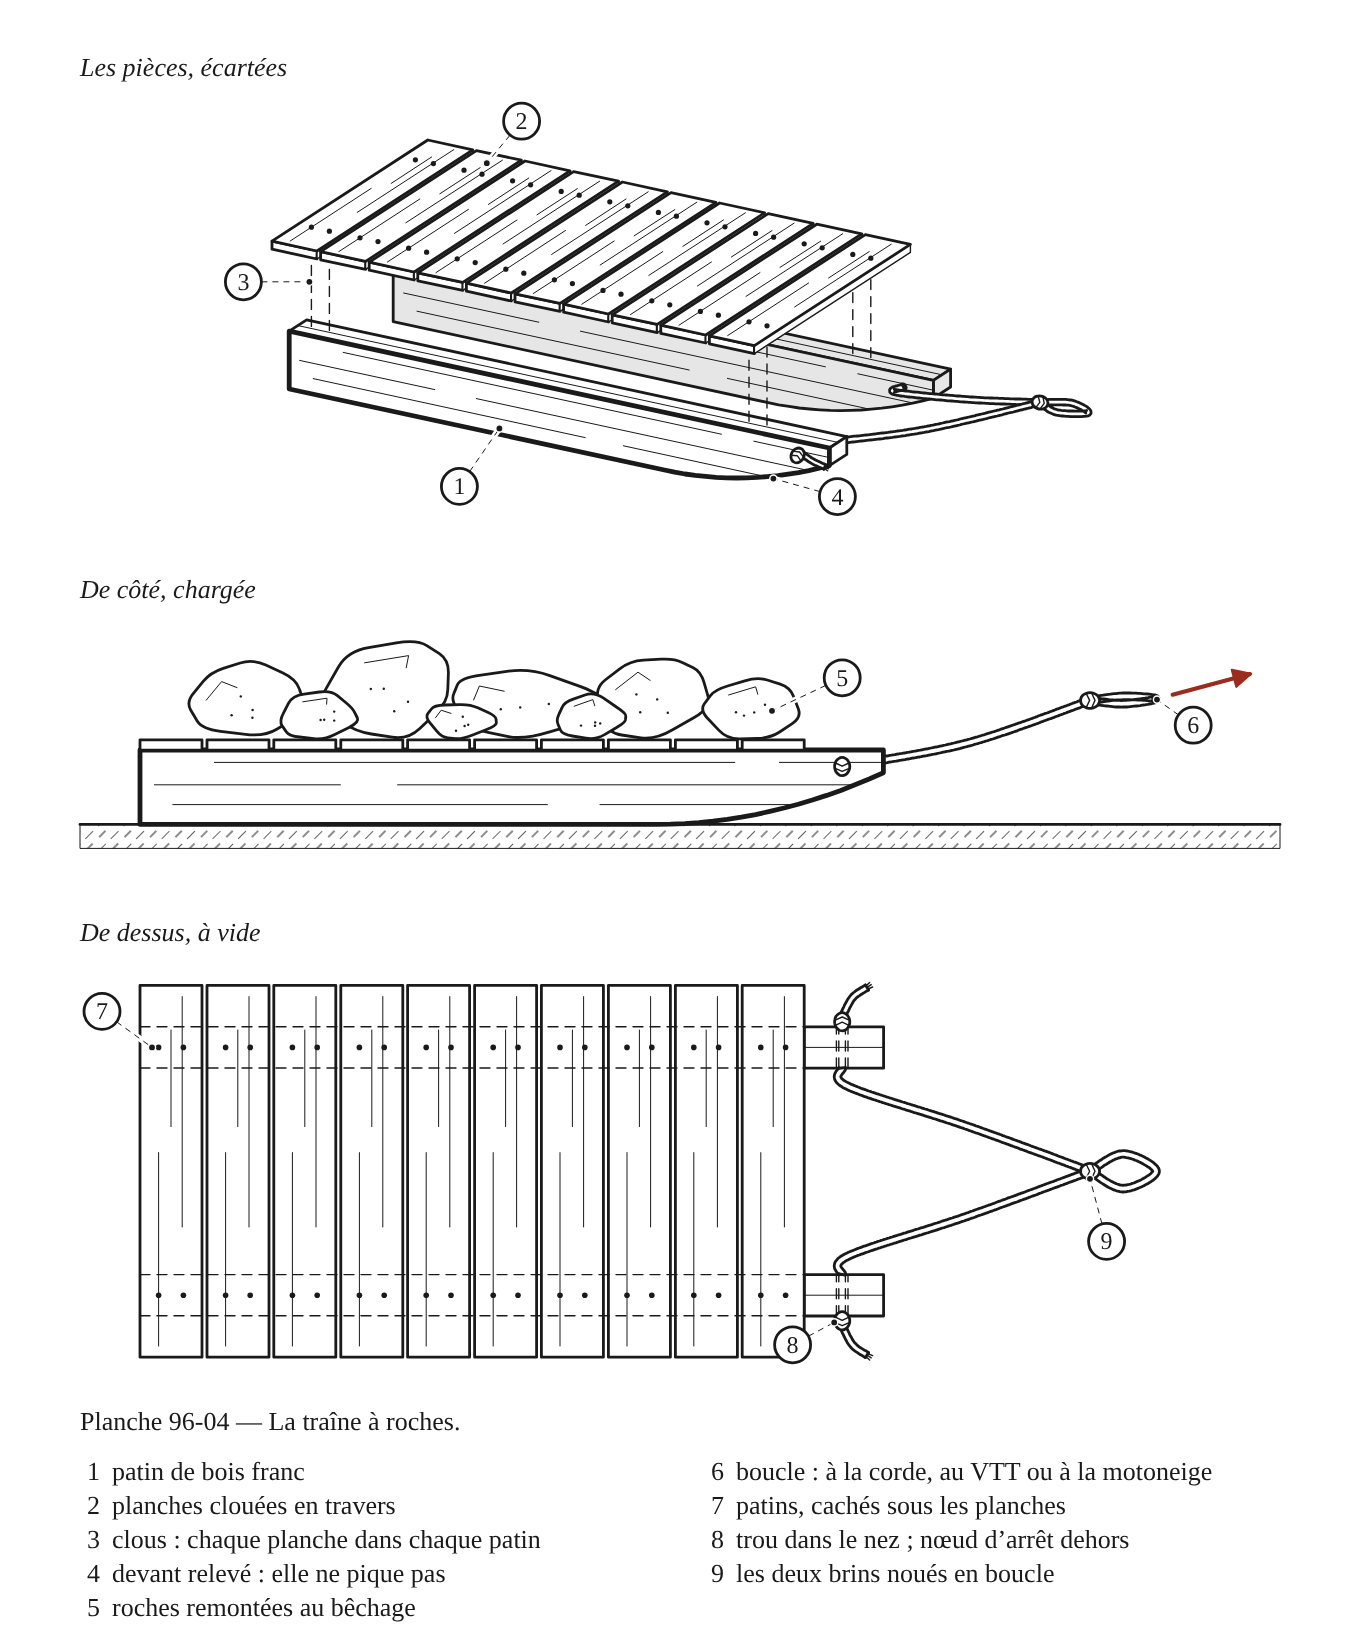 Les pièces, écartées
2
3
1
4
De côté, chargée
5
6
De dessus, à vide
7
9
8
Planche 96-04 — La traîne à roches.
1 patin de bois franc
2 planches clouées en travers
3 clous : chaque planche dans chaque patin
4 devant relevé : elle ne pique pas
5 roches remontées au bêchage
6 boucle : à la corde, au VTT ou à la motoneige
7 patins, cachés sous les planches
8 trou dans le nez ; nœud d’arrêt dehors
9 les deux brins noués en boucle